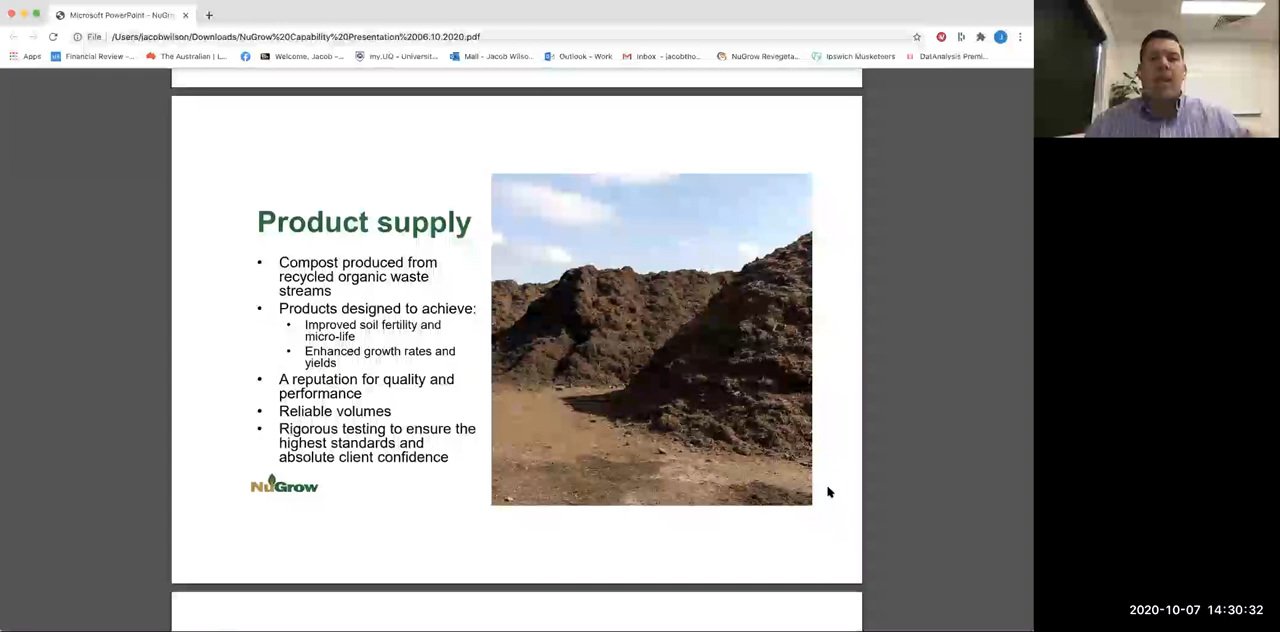 Microsoft PowerPoint - NuGr
File
/Users/jacobwilson/Downloads/NuGrow%20Capability%20Presentation%2006.10.2020.pdf
Apps
Financial Review –...
The Australian | L...
Welcome, Jacob –...
my.UQ - Universit...
Mail - Jacob Wilso...
Outlook - Work
Inbox - jacobtho...
NuGrow Revegeta...
Ipswich Musketeers
DatAnalysis Premi...
Product supply
• Compost produced from
recycled organic waste
streams
• Products designed to achieve:
• Improved soil fertility and
micro-life
• Enhanced growth rates and
yields
• A reputation for quality and
performance
• Reliable volumes
• Rigorous testing to ensure the
highest standards and
absolute client confidence
NuGrow
2020-10-07 14:30:32